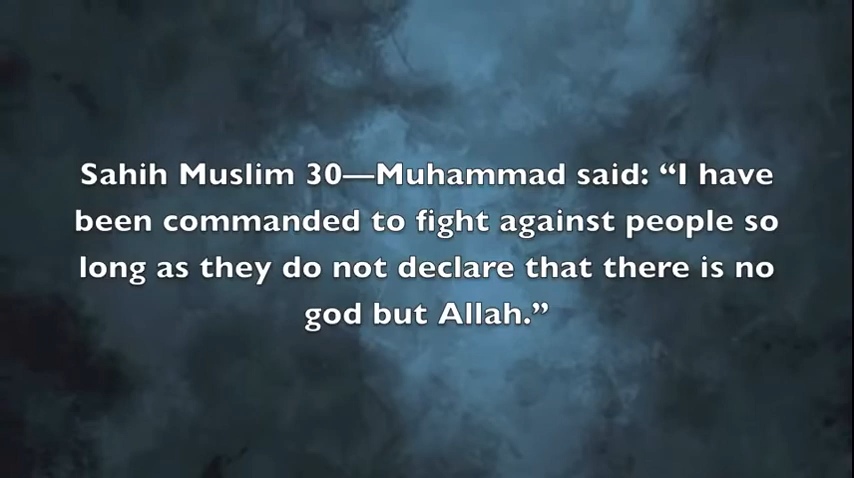 Sahih Muslim 30—Muhammad said: “I have
been commanded to fight against people so
long as they do not declare that there is no
god but Allah.”